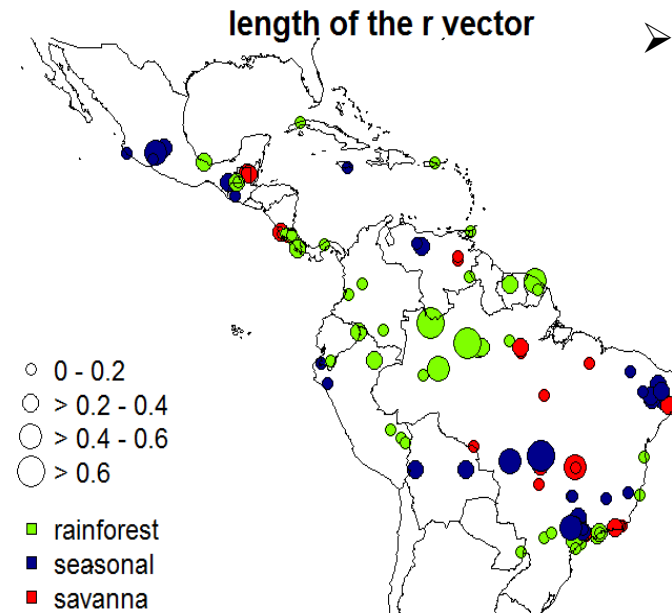 length of the r vector
0 - 0.2
> 0.2 - 0.4
> 0.4 - 0.6
> 0.6
rainforest
seasonal
savanna